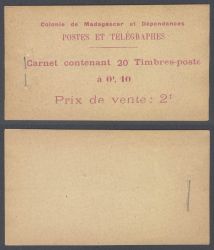 Colonie de Madagascar et Dépendances
POSTES ET TÉLÉGRAPHES
Carnet contenant 20 Timbres-poste
à 0f, 10
Prix de vente : 2f